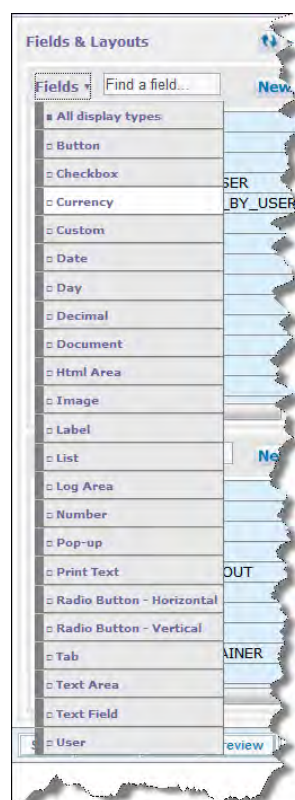 Fields & Layouts
Fields Find a field... New
All display types
Button
Checkbox
SER
Currency _BY_USER
Custom
Date
Day
Decimal
Document
Html Area
Image
Label
List Ne
Log Area
Number
Pop-up
Print Text OUT
Radio Button - Horizontal
Radio Button - Vertical
Tab AINER
Text Area
Text Field
User review